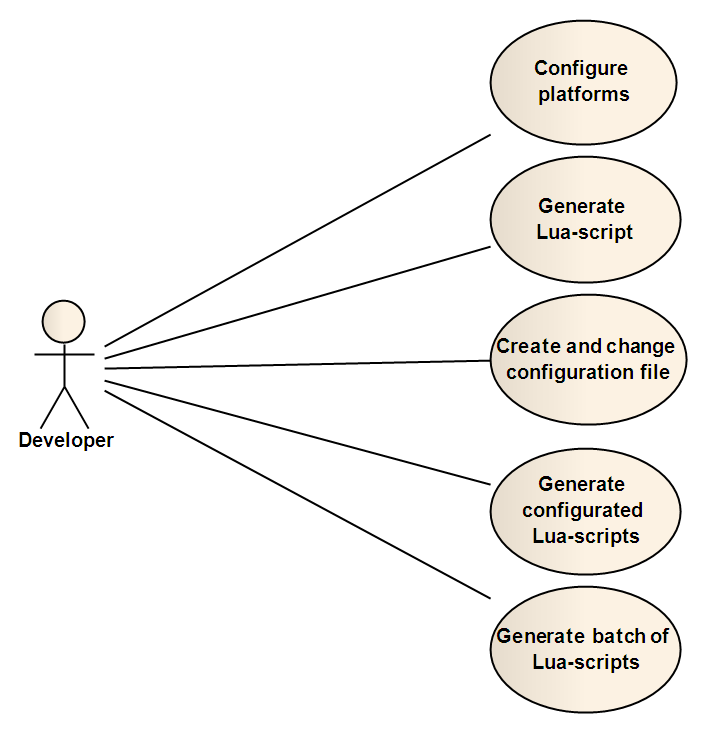 Configure
platforms
Generate
Lua-script
Create and change
configuration file
Developer
Generate
configurated
Lua-scripts
Generate batch of
Lua-scripts